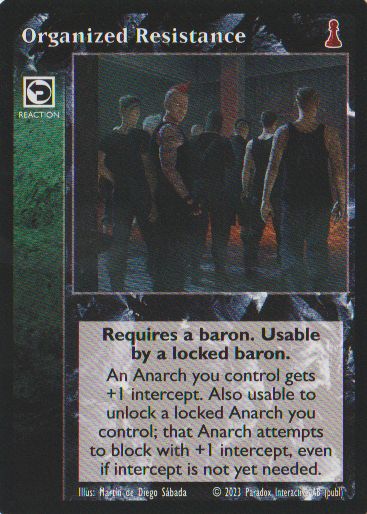 Organized Resistance
REACTION
Requires a baron. Usable
by a locked baron.
An Anarch you control gets
+1 intercept. Also usable to
unlock a locked Anarch you
control; that Anarch attempts
to block with +1 intercept, even
if intercept is not yet needed.
Illus: Martín de Diego Sábada © 2023 Paradox Interactive AB (publ)